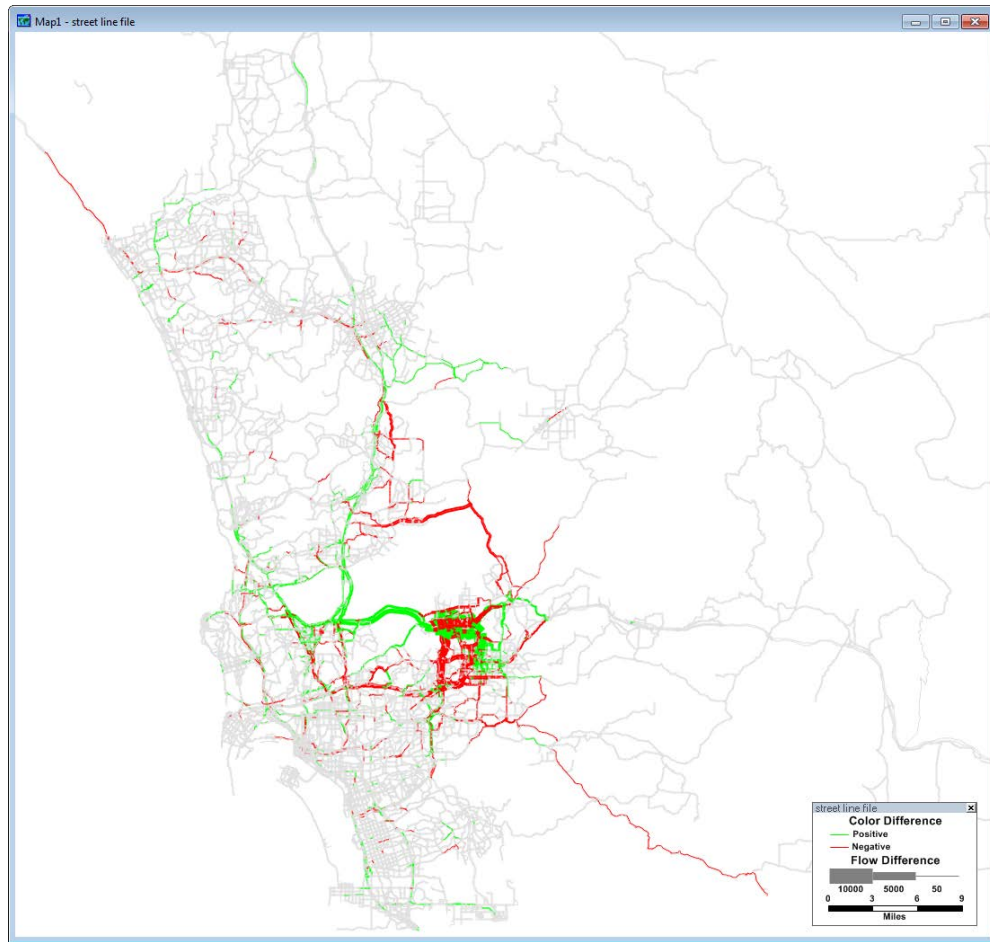 Map1 - street line file
street line file
Color Difference
Positive
Negative
Flow Difference
10000 5000 50
0 3 6 9
Miles